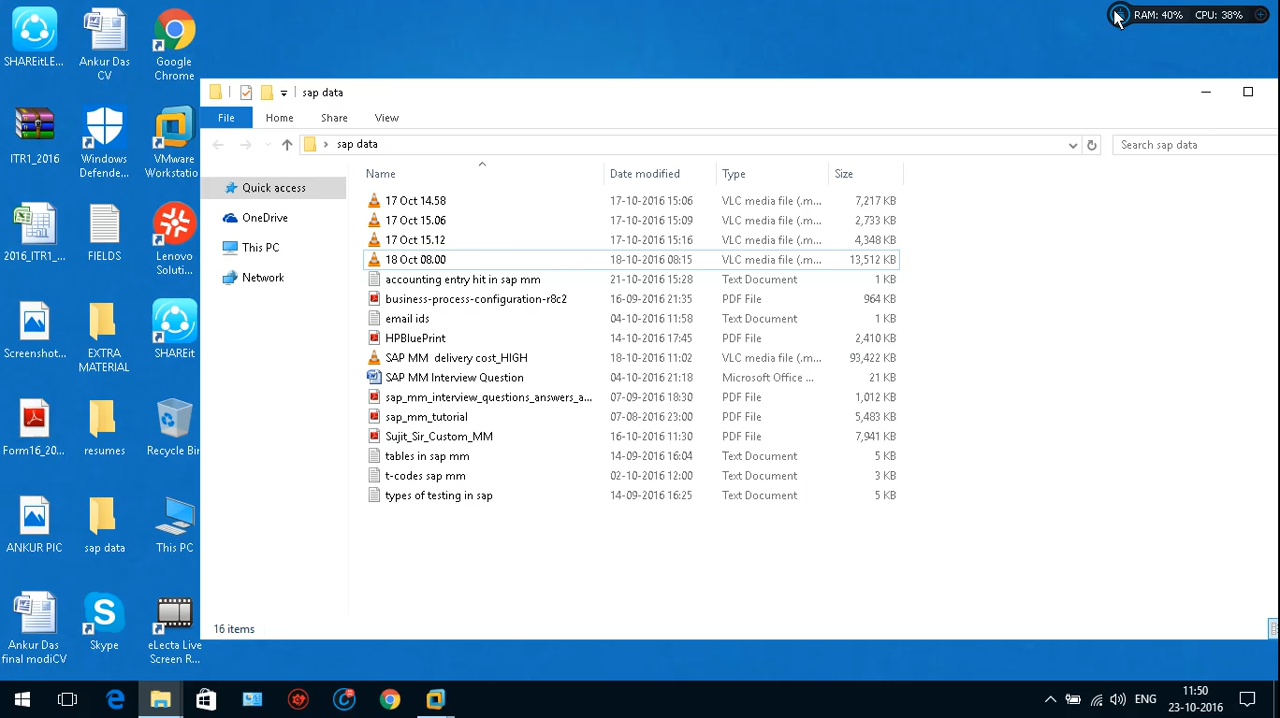 RAM: 40% CPU: 38%
SHAREitLE...
Ankur Das
CV
Google
Chrome
ITR1_2016
Windows
Defende...
VMware
Workstatio...
2016_ITR1_...
FIELDS
Lenovo
Soluti...
Screenshot...
EXTRA
MATERIAL
SHAREit
Form16_20...
resumes
Recycle Bin
ANKUR PIC
sap data
This PC
Ankur Das
final modiCV
Skype
eLecta Live
Screen R...
sap data
File Home Share View
sap data
Search sap data
Quick access
OneDrive
This PC
Network
Name Date modified Type Size
17 Oct 14.58 17-10-2016 15:06 VLC media file (.m... 7,217 KB
17 Oct 15.06 17-10-2016 15:09 VLC media file (.m... 2,733 KB
17 Oct 15.12 17-10-2016 15:16 VLC media file (.m... 4,348 KB
18 Oct 08.00 18-10-2016 08:15 VLC media file (.m... 13,512 KB
accounting entry hit in sap mm 21-10-2016 15:28 Text Document 1 KB
business-process-configuration-r8c2 16-09-2016 21:35 PDF File 964 KB
email ids 04-10-2016 11:58 Text Document 1 KB
HPBluePrint 14-10-2016 17:45 PDF File 2,410 KB
SAP MM delivery cost_HIGH 18-10-2016 11:02 VLC media file (.m... 93,422 KB
SAP MM Interview Question 04-10-2016 21:18 Microsoft Office ... 21 KB
sap_mm_interview_questions_answers_a... 07-09-2016 18:30 PDF File 1,012 KB
sap_mm_tutorial 07-08-2016 23:00 PDF File 5,483 KB
Sujit_Sir_Custom_MM 16-10-2016 11:30 PDF File 7,941 KB
tables in sap mm 14-09-2016 16:04 Text Document 5 KB
t-codes sap mm 02-10-2016 12:00 Text Document 3 KB
types of testing in sap 14-09-2016 16:25 Text Document 5 KB
16 items
ENG
11:50
23-10-2016